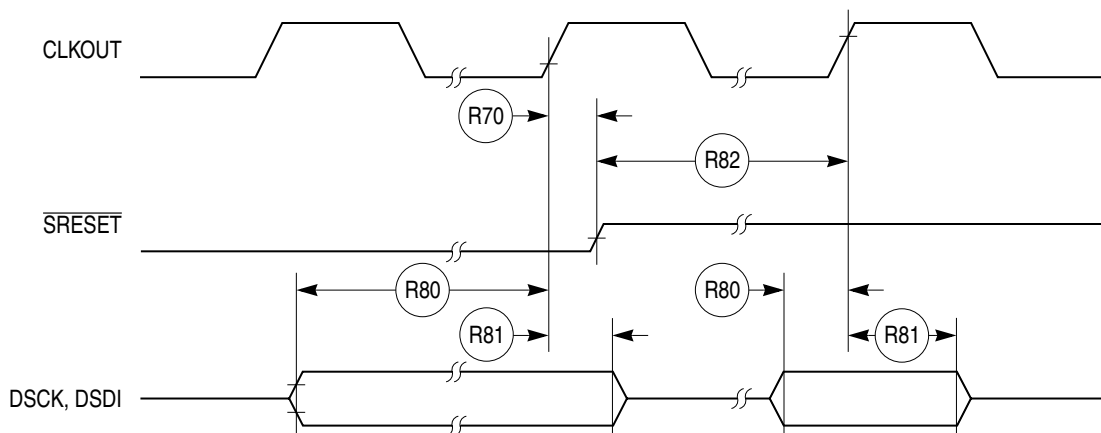 CLKOUT
R70
R82
SRESET
R80
R80
R81
R81
DSCK, DSDI